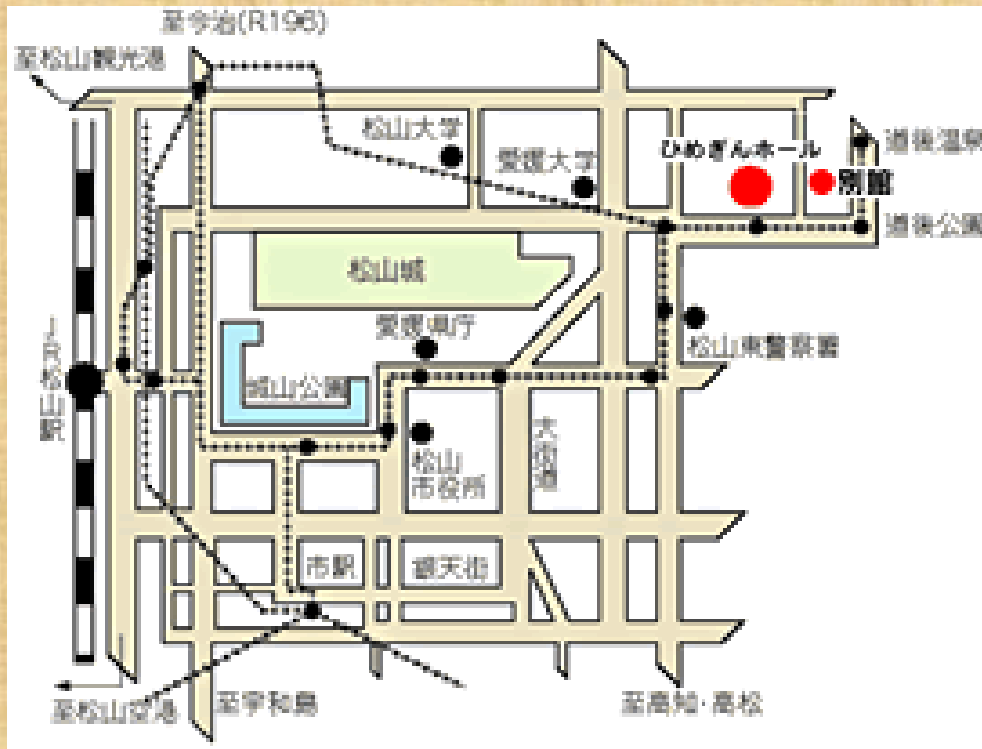 至今治(R196)
至松山観光港
松山大学
愛媛大学
ひめぎんホール
別館
道後温泉
道後公園
松山城
愛媛県庁
松山東警察署
JR松山駅
城山公園
松山
市役所
大街道
市駅
銀天街
至松山空港
至宇和島
至高知・高松